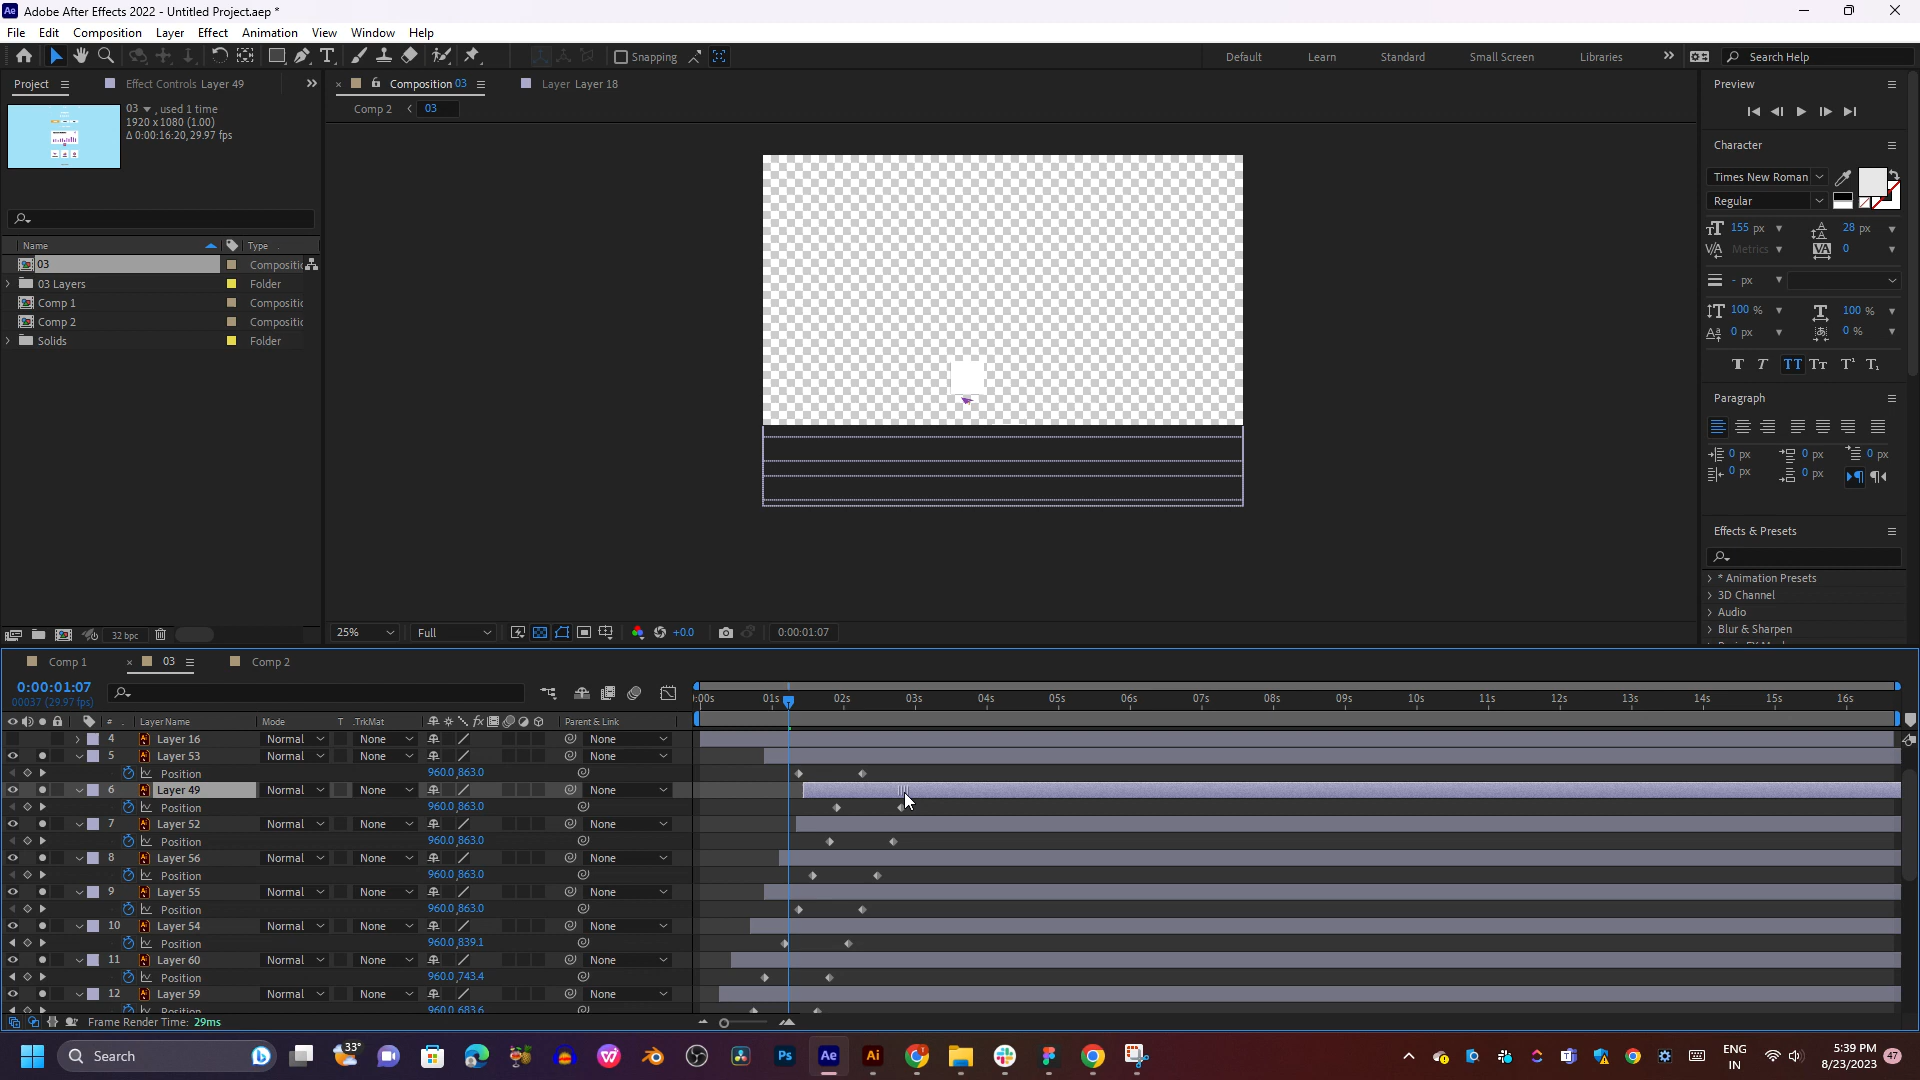 Adobe After Effects 2022 - Untitled Project.aep *
File Edit Composition Layer Effect Animation View Window Help
Snapping Default Learn Standard Small Screen Libraries Search Help
Project Effect Controls Layer 49 Composition 03 Layer Layer 18 Preview
03 , used 1 time
1920 x 1080 (1.00)
Δ 0:00:16:20, 29.97 fps
Comp 2 03
Character
Times New Roman
Regular
155 px 28 px
Metrics 0
- px
100 % 100 %
0 px 0 %
Paragraph
0 px 0 px 0 px
0 px 0 px
Effects & Presets
* Animation Presets
3D Channel
Audio
Blur & Sharpen
Name Type
03 Compositic
03 Layers Folder
Comp 1 Compositic
Comp 2 Compositic
Solids Folder
32 bpc
25% Full +0.0 0:00:01:07
Comp 1 03 Comp 2
0:00:01:07
00037 (29.97 fps)
:00s 01s 02s 03s 04s 05s 06s 07s 08s 09s 10s 11s 12s 13s 14s 15s 16s
# Layer Name Mode T .TrkMat Parent & Link
4 Layer 16 Normal None None
5 Layer 53 Normal None None
Position 960.0,863.0
6 Layer 49 Normal None None
Position 960.0,863.0
7 Layer 52 Normal None None
Position 960.0,863.0
8 Layer 56 Normal None None
Position 960.0,863.0
9 Layer 55 Normal None None
Position 960.0,863.0
10 Layer 54 Normal None None
Position 960.0,839.1
11 Layer 60 Normal None None
Position 960.0,743.4
12 Layer 59 Normal None None
Position 960.0,683.6
Frame Render Time: 29ms
Search 33° ENG IN 5:39 PM 8/23/2023 47